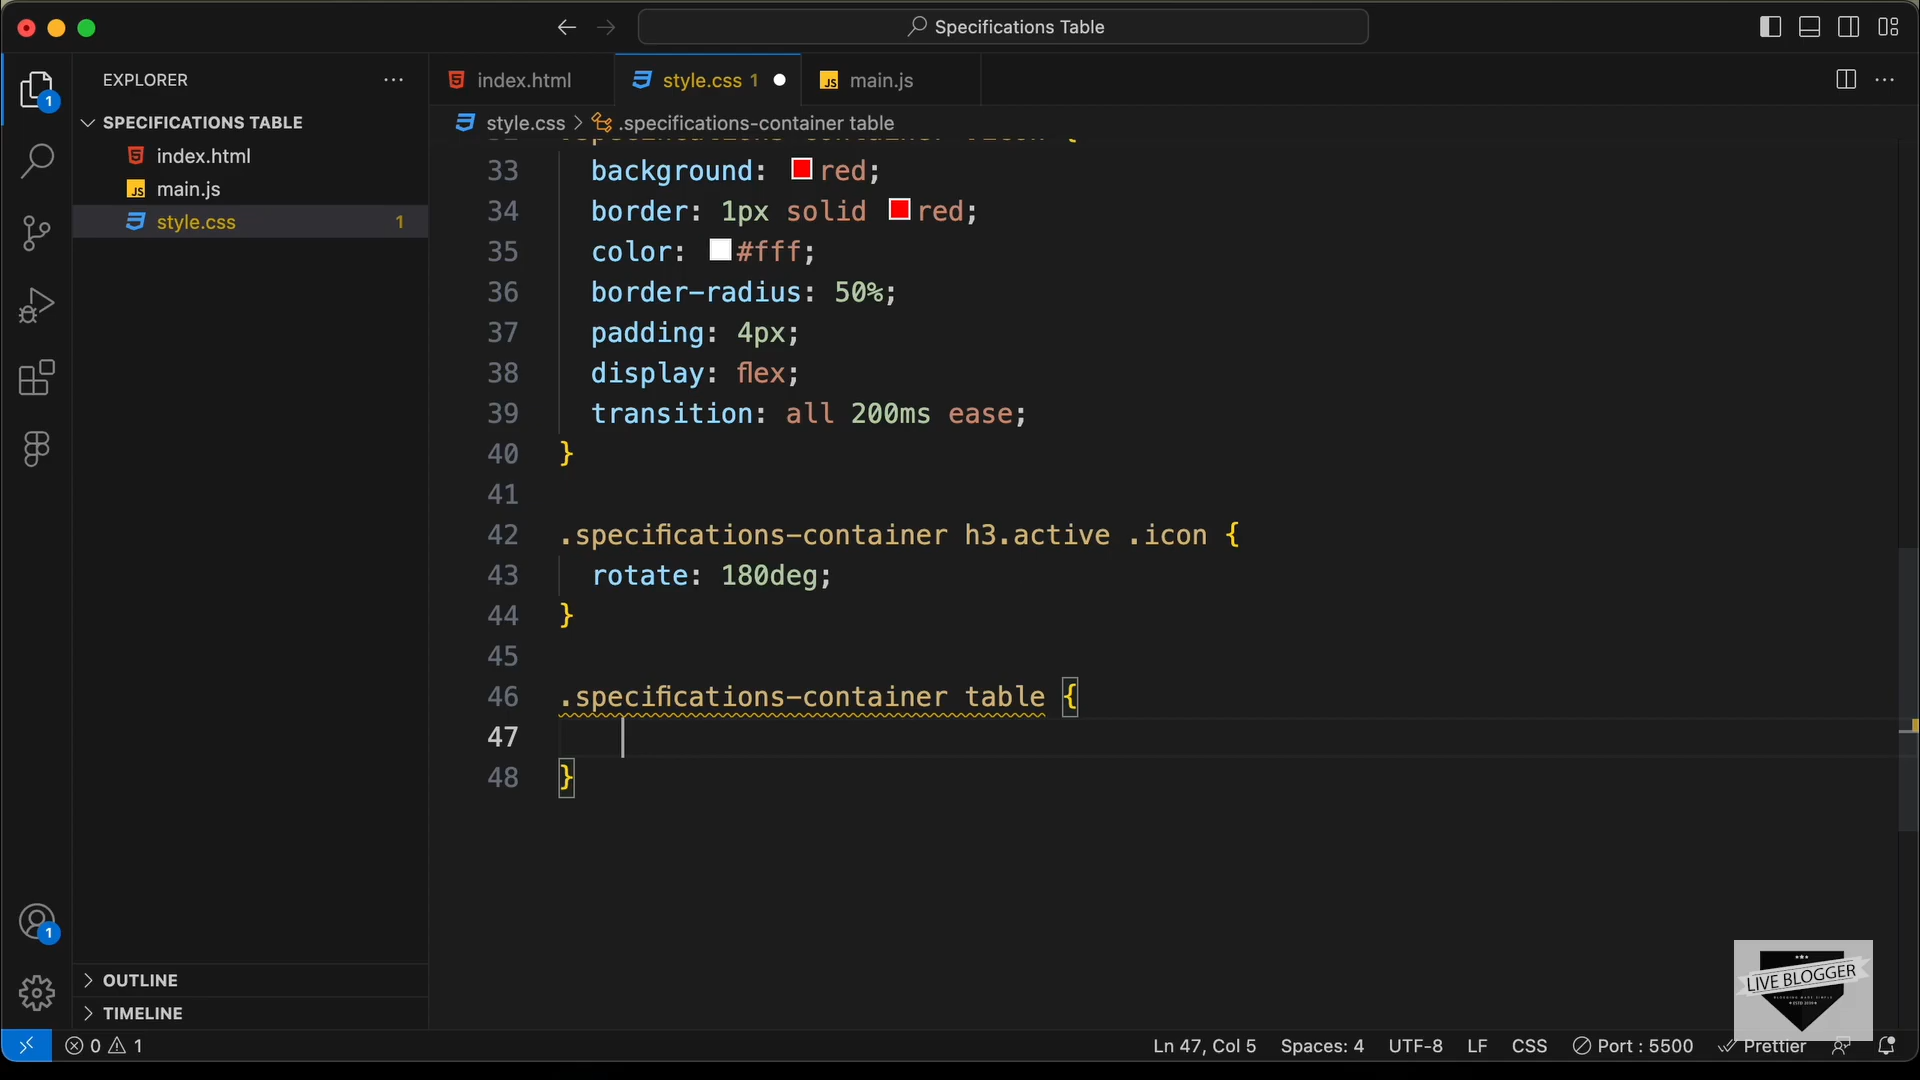 Specifications Table
EXPLORER
SPECIFICATIONS TABLE
index.html
main.js
style.css 1
OUTLINE
TIMELINE
index.html
style.css 1
main.js
style.css > .specifications-container table
33 background: red;
34 border: 1px solid red;
35 color: #fff;
36 border-radius: 50%;
37 padding: 4px;
38 display: flex;
39 transition: all 200ms ease;
40 }
41
42 .specifications-container h3.active .icon {
43 rotate: 180deg;
44 }
45
46 .specifications-container table {
47
48 }
1
1
LIVE BLOGGER
0 1
Ln 47, Col 5
Spaces: 4
UTF-8
LF
CSS
Port : 5500
Prettier